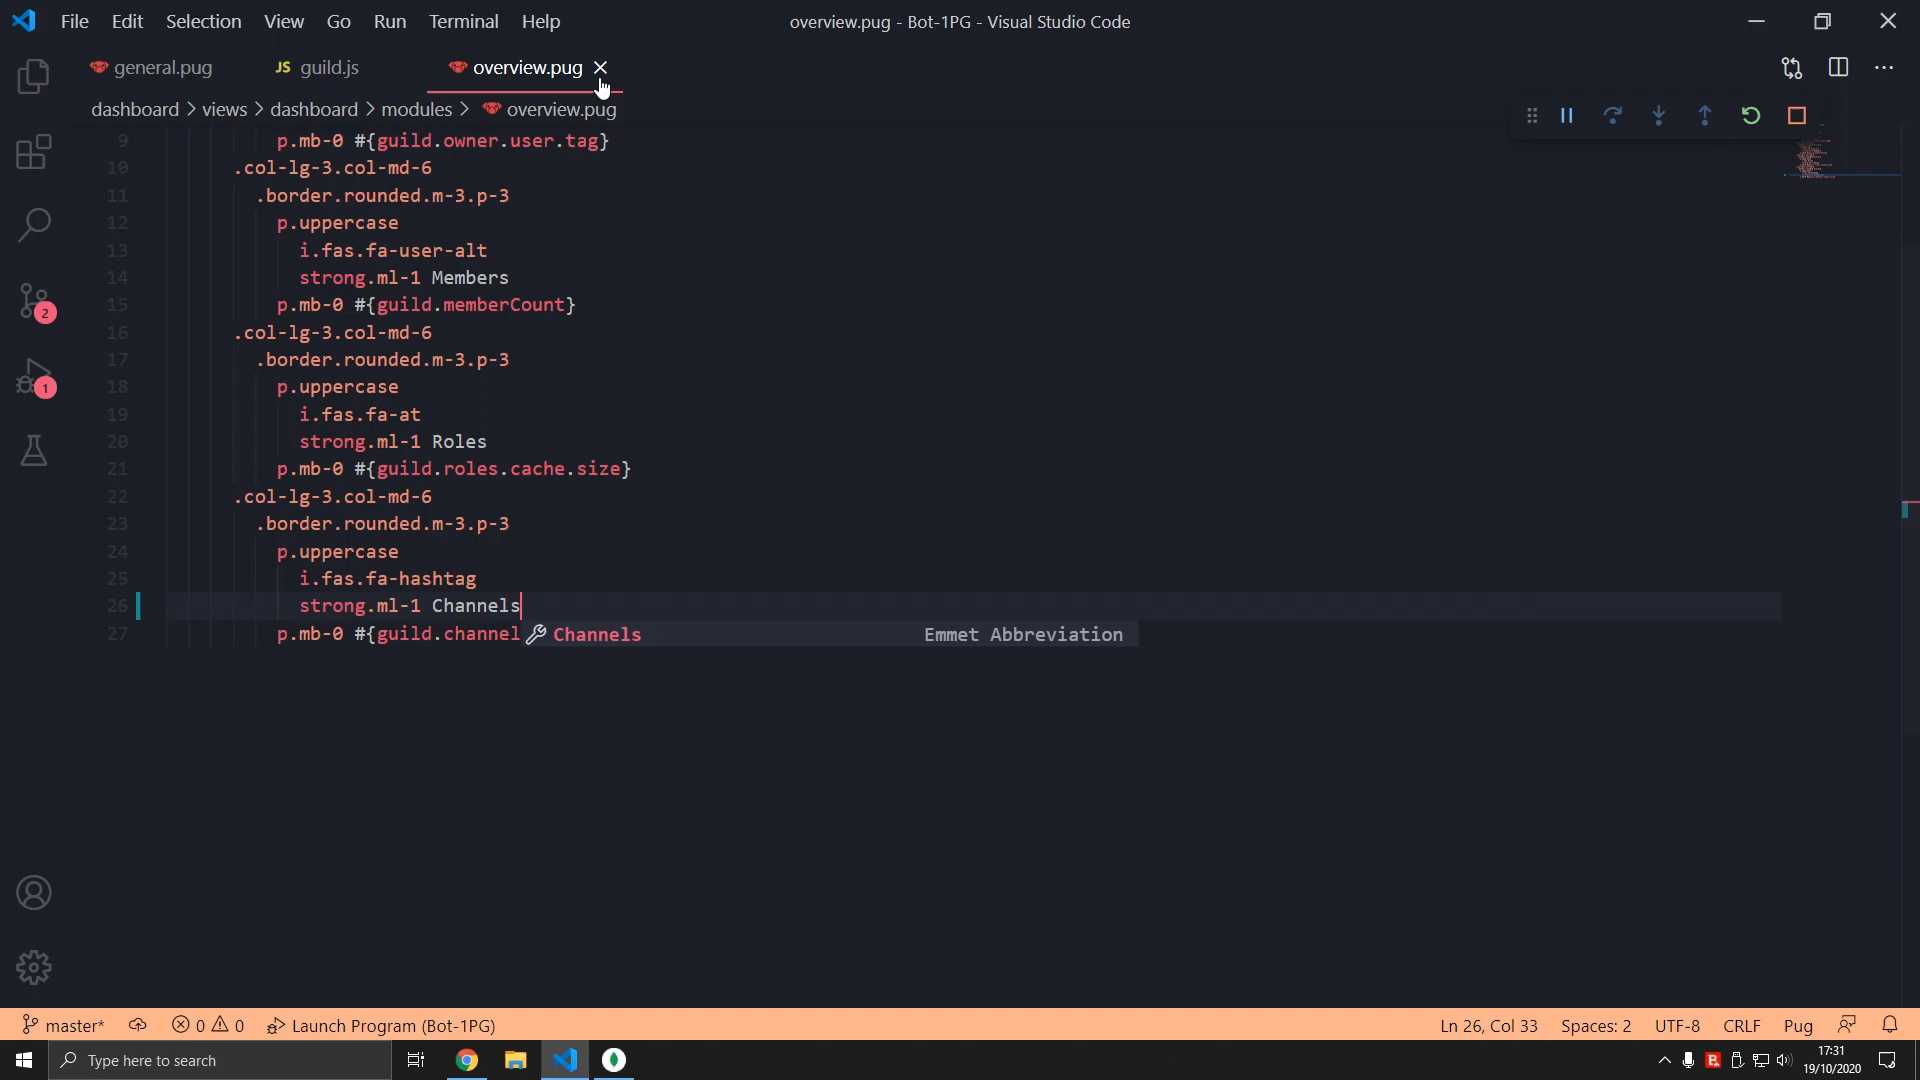 File Edit Selection View Go Run Terminal Help overview.pug - Bot-1PG - Visual Studio Code
general.pug JS guild.js overview.pug
dashboard > views > dashboard > modules > overview.pug
9 p.mb-0 #{guild.owner.user.tag}
10 .col-lg-3.col-md-6
11 .border.rounded.m-3.p-3
12 p.uppercase
13 i.fas.fa-user-alt
14 strong.ml-1 Members
15 p.mb-0 #{guild.memberCount}
16 .col-lg-3.col-md-6
17 .border.rounded.m-3.p-3
18 p.uppercase
19 i.fas.fa-at
20 strong.ml-1 Roles
21 p.mb-0 #{guild.roles.cache.size}
22 .col-lg-3.col-md-6
23 .border.rounded.m-3.p-3
24 p.uppercase
25 i.fas.fa-hashtag
26 strong.ml-1 Channels
27 p.mb-0 #{guild.channel Channels Emmet Abbreviation
2
1
master* 0 0 Launch Program (Bot-1PG) Ln 26, Col 33 Spaces: 2 UTF-8 CRLF Pug
Type here to search
17:31
19/10/2020